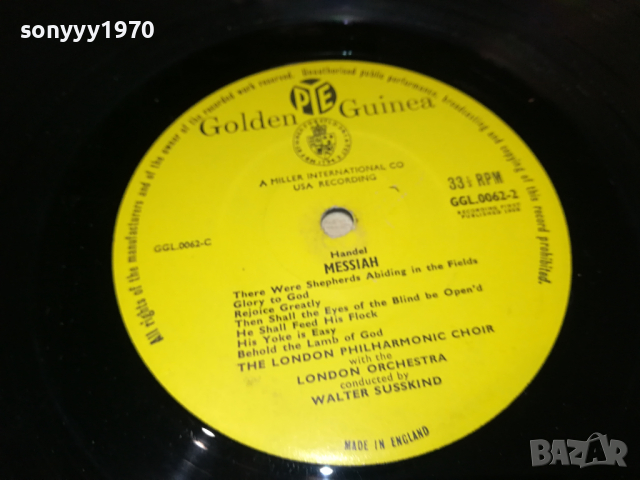 sonyyy1970
All rights of the manufacturers and of the owner of the recorded work reserved. Unauthorised public performance, broadcasting and copying of this record prohibited.
PYE
Golden Guinea
A MILLER INTERNATIONAL CO
USA RECORDING
33⅓ RPM
GGL.0062-2
RECORDING FIRST
PUBLISHED
GGL.0062-C
Handel
MESSIAH
There Were Shepherds Abiding in the Fields
Glory to God
Rejoice Greatly
Then Shall the Eyes of the Blind be Open'd
He Shall Feed His Flock
His Yoke is Easy
Behold the Lamb of God
THE LONDON PHILHARMONIC CHOIR
with the
LONDON ORCHESTRA
conducted by
WALTER SUSSKIND
MADE IN ENGLAND
BAZAR